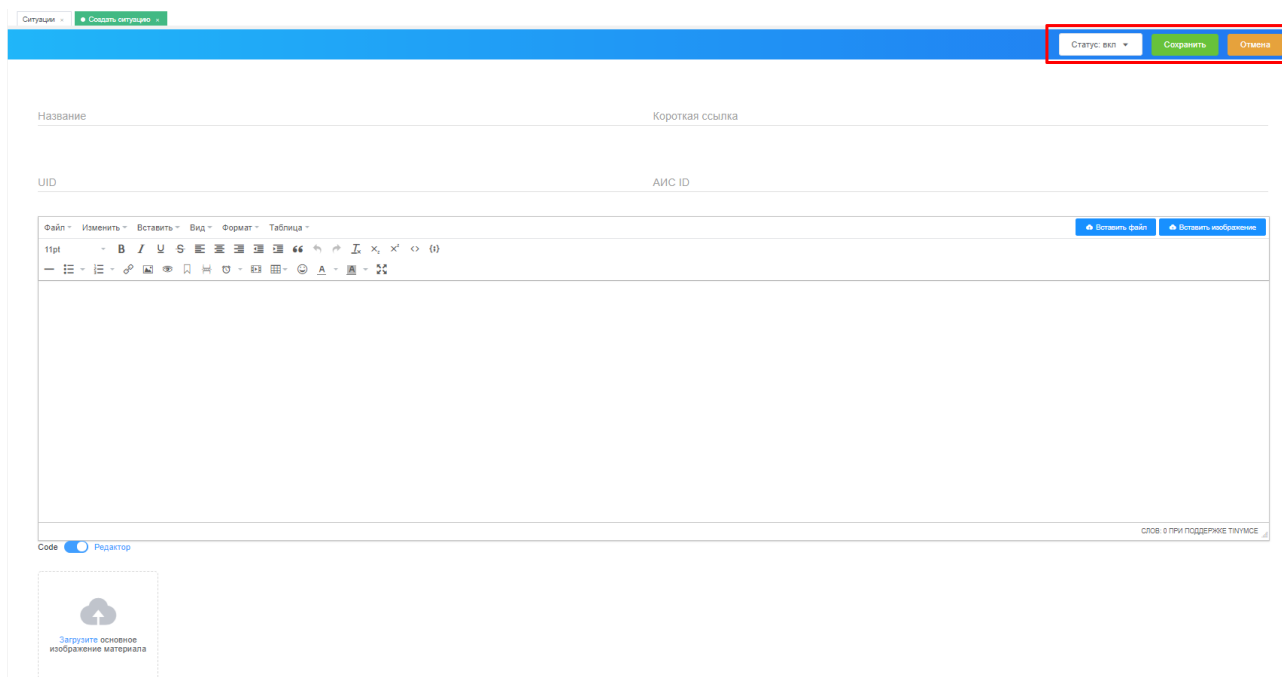 Ситуации × ● Создать ситуацию ×
Статус: вкл Сохранить Отмена
Название Короткая ссылка
UID АИС ID
Файл Изменить Вставить Вид Формат Таблица Вставить файл Вставить изображение
11pt
СЛОВ: 0 ПРИ ПОДДЕРЖКЕ TINYMCE
Code Редактор
Загрузите основное
изображение материала